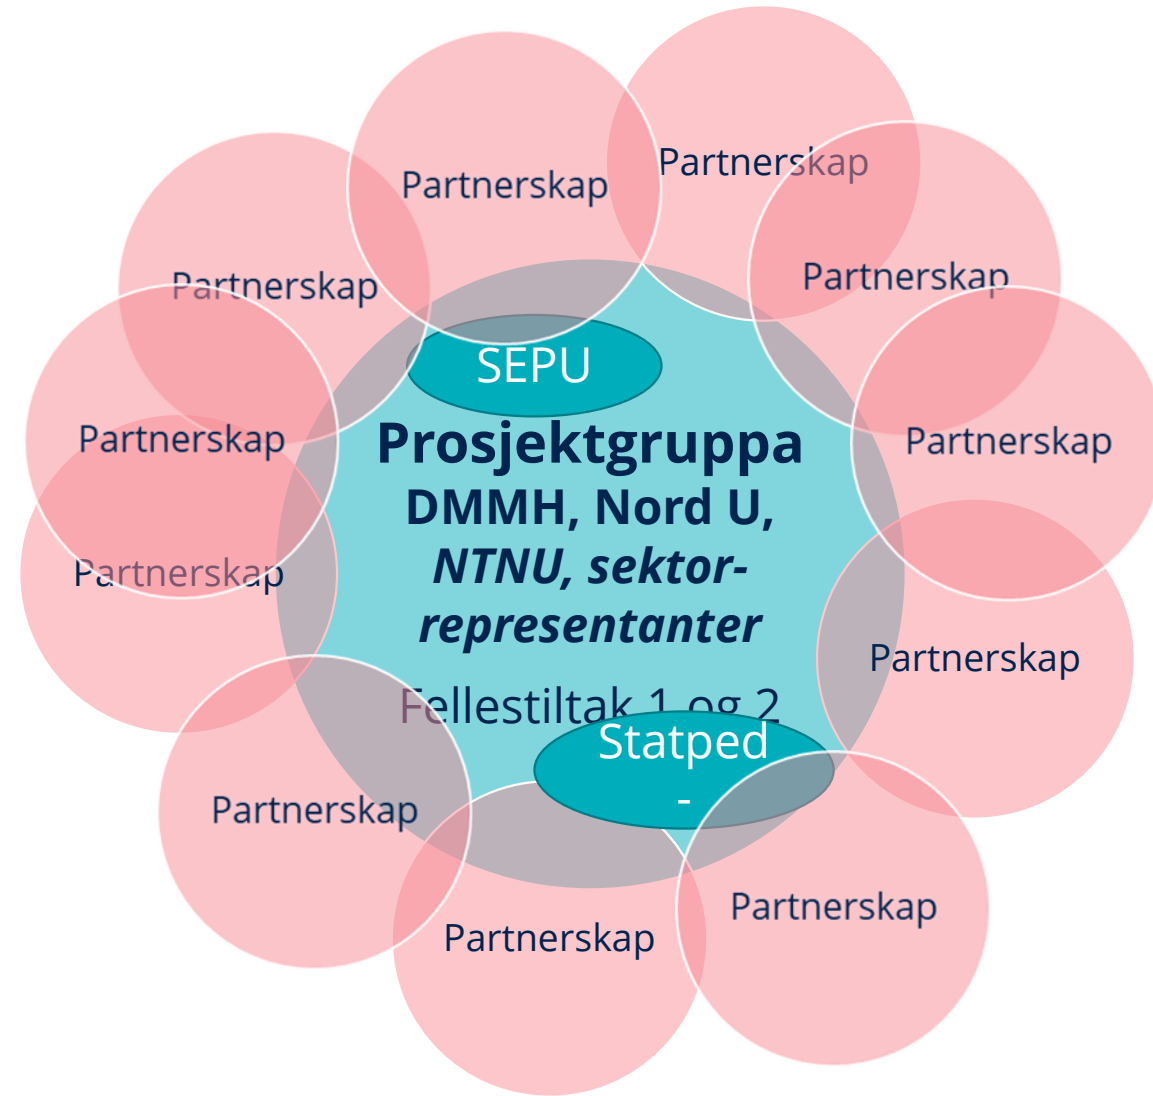 Partnerskap
Partnerskap
Partnerskap
Partnerskap
Partnerskap
Partnerskap
Partnerskap
Partnerskap
Partnerskap
Partnerskap
Partnerskap
SEPU
Prosjektgruppa
DMMH, Nord U,
NTNU, sektor-
representanter
Fellestiltak 1 og 2
Statped
-